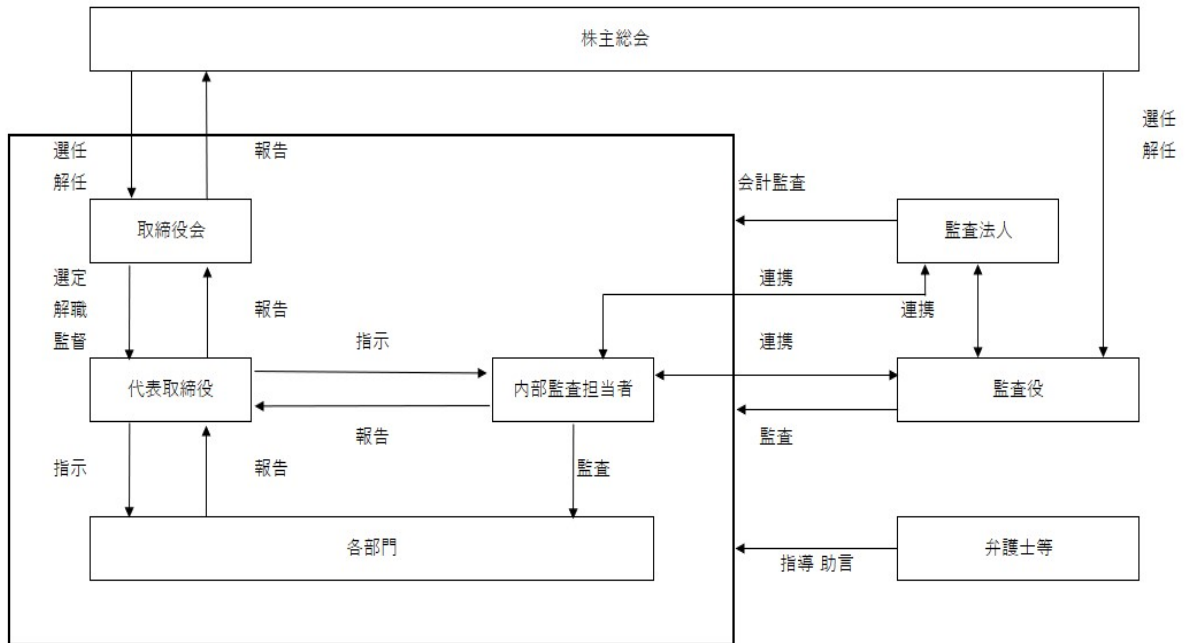 株主総会
選任
解任
選任
解任
報告
会計監査
取締役会
監査法人
選定
解職
監督
報告
連携
連携
指示
連携
代表取締役
内部監査担当者
監査役
報告
監査
指示
報告
監査
各部門
弁護士等
指導 助言